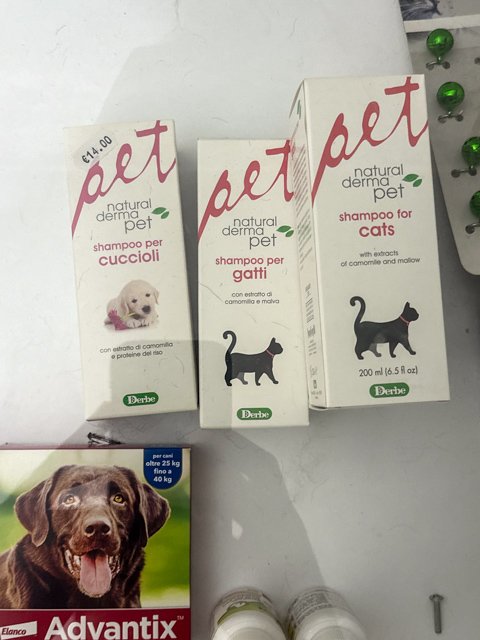 €14.00
pet
natural
derma
pet
shampoo per
cuccioli
con estratto di camomilla
e proteine del riso
Derbe
pet
natural
derma
pet
shampoo per
gatti
con estratto di
camomilla e malva
Derbe
pet
natural
derma
pet
shampoo for
cats
with extracts
of camomile and mallow
200 ml (6.5 fl oz)
Derbe
per cani
oltre 25 kg
fino a
40 kg
Elanco
Advantix™